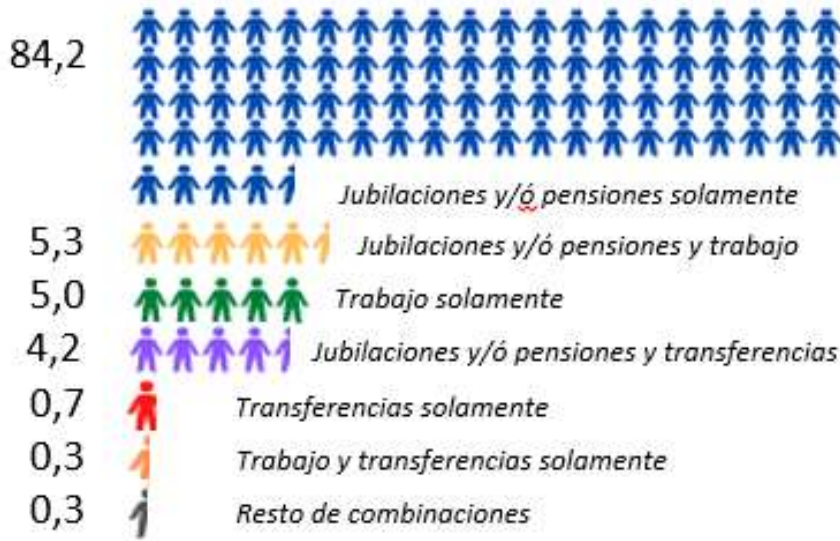 84,2
Jubilaciones y/ó pensiones solamente
5,3 Jubilaciones y/ó pensiones y trabajo
5,0 Trabajo solamente
4,2 Jubilaciones y/ó pensiones y transferencias
0,7 Transferencias solamente
0,3 Trabajo y transferencias solamente
0,3 Resto de combinaciones